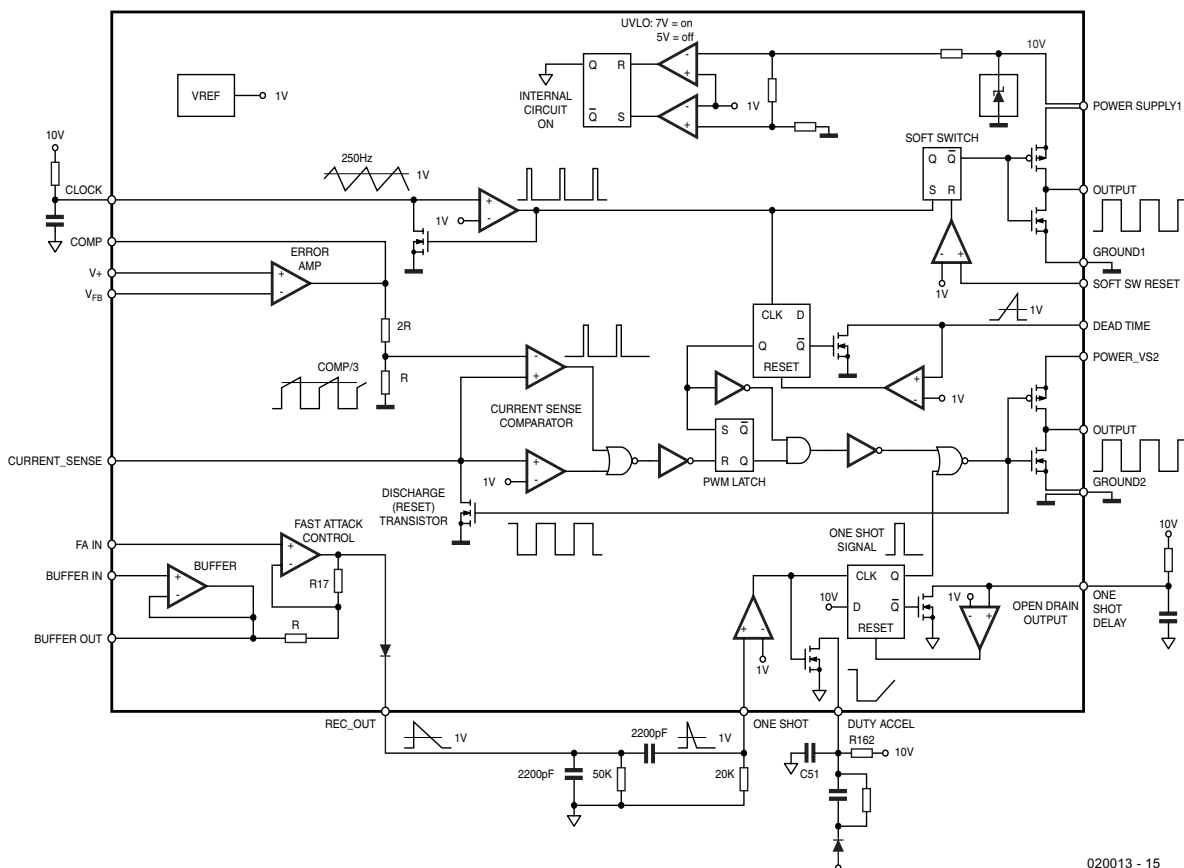 UVLO: 7V = on
5V = off
10V
VREF
1V
Q
R
Q
S
INTERNAL
CIRCUIT
ON
1V
POWER SUPPLY1
SOFT SWITCH
Q
Q
S
R
10V
CLOCK
250Hz
1V
+
-
1V
OUTPUT
GROUND1
COMP
V+
VFB
ERROR
AMP
+
-
- +
1V
SOFT SW RESET
2R
R
COMP/3
CLK
D
Q
Q
RESET
1V
DEAD TIME
+
-
1V
POWER_VS2
-
+
CURRENT SENSE
COMPARATOR
S
Q
R
Q
PWM LATCH
OUTPUT
GROUND2
CURRENT_SENSE
+
-
1V
DISCHARGE
(RESET)
TRANSISTOR
FA IN
FAST ATTACK
CONTROL
+
-
R17
BUFFER IN
BUFFER
+
-
BUFFER OUT
R
ONE SHOT
SIGNAL
10V
CLK
Q
D
Q
RESET
10V
1V
- +
OPEN DRAIN
OUTPUT
ONE
SHOT
DELAY
+ -
1V
REC_OUT
1V
ONE SHOT
DUTY ACCEL
2200pF
1V
R162
10V
C51
2200pF
50K
20K
020013 - 15